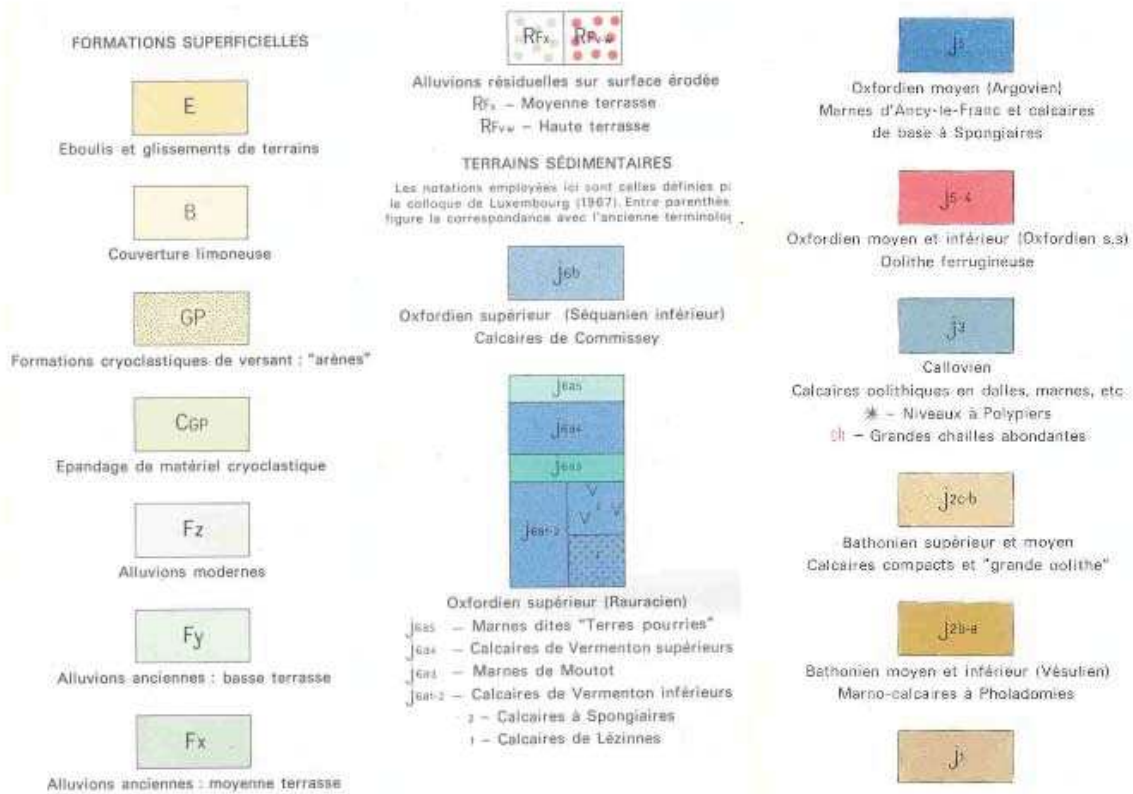 FORMATIONS SUPERFICIELLES
E
Eboulis et glissements de terrains
B
Couverture limoneuse
GP
Formations cryoclastiques de versant : "arènes"
CGP
Epandage de matériel cryoclastique
Fz
Alluvions modernes
Fy
Alluvions anciennes : basse terrasse
Fx
Alluvions anciennes : moyenne terrasse
RFx RFv-w
Alluvions résiduelles sur surface érodée
RFx – Moyenne terrasse
RFvw – Haute terrasse
TERRAINS SÉDIMENTAIRES
Les notations employées ici sont celles définies p
le colloque de Luxembourg (1967). Entre parenthès
figure la correspondance avec l'ancienne terminolog
j6b
Oxfordien supérieur (Séquanien inférieur)
Calcaires de Commissey
j6a5
j6a4
j6a3
j6a1-2
V
V V V
Oxfordien supérieur (Rauracien)
j6a5 – Marnes dites "Terres pourries"
j6a4 – Calcaires de Vermenton supérieurs
j6a3 – Marnes de Moutot
j6a1-2 – Calcaires de Vermenton inférieurs
2 – Calcaires à Spongiaires
1 – Calcaires de Lézinnes
j5
Oxfordien moyen (Argovien)
Marnes d'Ancy-le-Franc et calcaires
de base à Spongiaires
j5-4
Oxfordien moyen et inférieur (Oxfordien s.s)
Oolithe ferrugineuse
j3
Callovien
Calcaires oolithiques en dalles, marnes, etc
* – Niveaux à Polypiers
ch – Grandes chailles abondantes
j2c-b
Bathonien supérieur et moyen
Calcaires compacts et "grande oolithe"
j2b-a
Bathonien moyen et inférieur (Vésulien)
Marno-calcaires à Pholadomies
j1